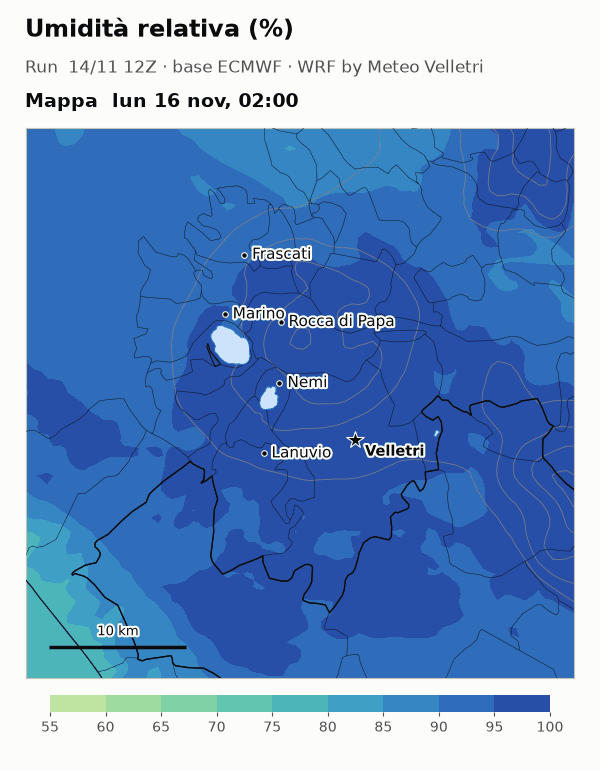 Umidità relativa (%)
Run  14/11 12Z · base ECMWF · WRF by Meteo Velletri
Mappa  lun 16 nov, 02:00
Frascati
Marino
Rocca di Papa
Nemi
Velletri
Lanuvio
10 km
55 60 65 70 75 80 85 90 95 100